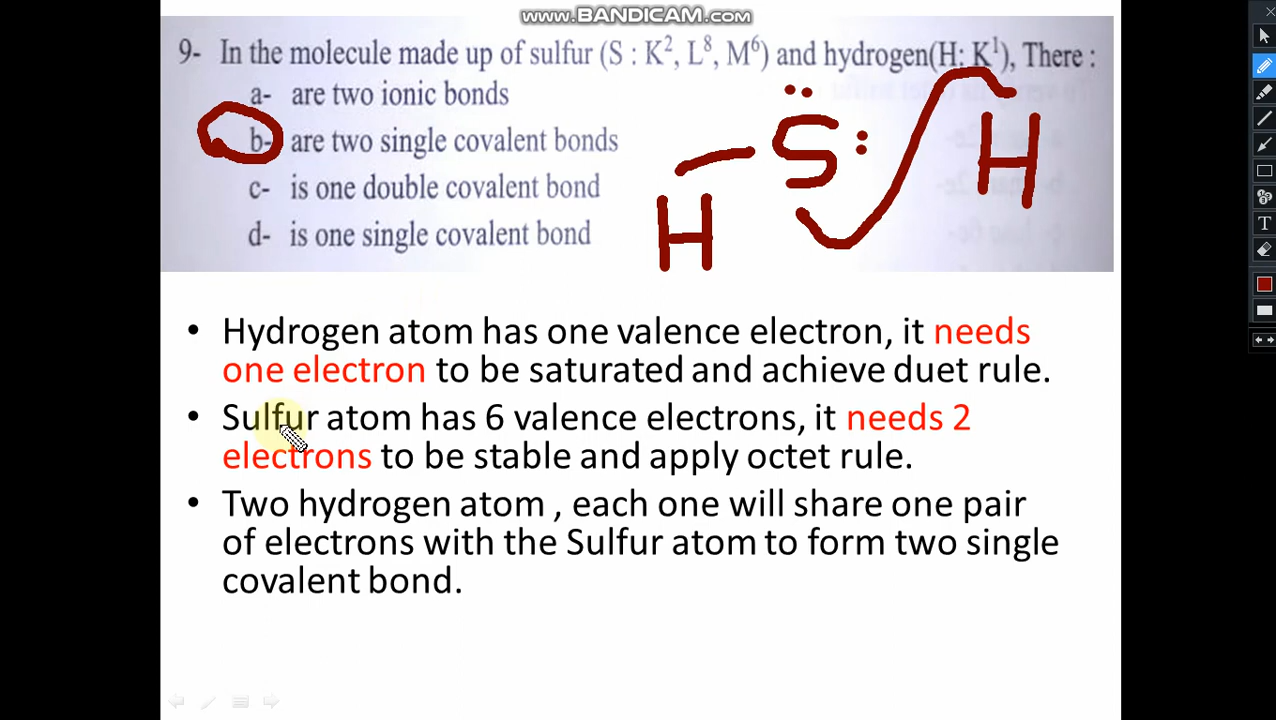 www.BANDICAM.com
9- In the molecule made up of sulfur (S : K², L⁸, M⁶) and hydrogen(H: K¹), There :
a- are two ionic bonds
b- are two single covalent bonds
c- is one double covalent bond
d- is one single covalent bond
S
H
H
• Hydrogen atom has one valence electron, it needs
one electron to be saturated and achieve duet rule.
• Sulfur atom has 6 valence electrons, it needs 2
electrons to be stable and apply octet rule.
• Two hydrogen atom , each one will share one pair
of electrons with the Sulfur atom to form two single
covalent bond.
T